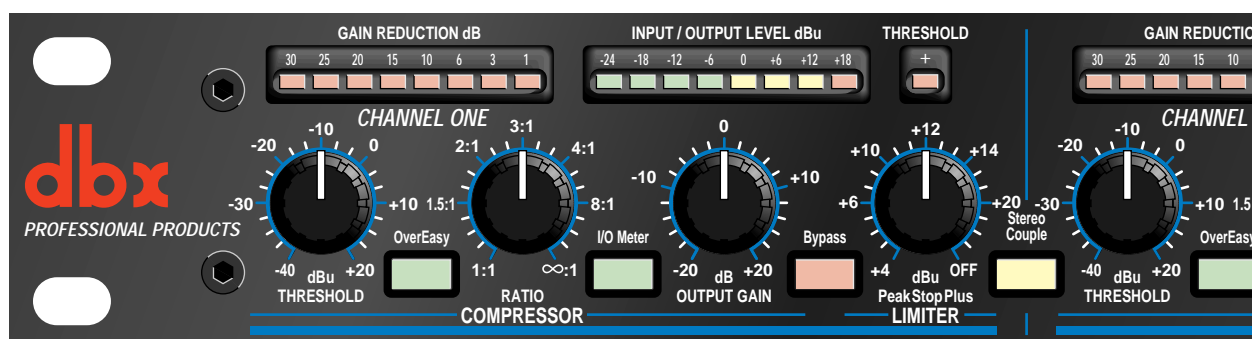 GAIN REDUCTION dB
30 25 20 15 10 6 3 1
INPUT / OUTPUT LEVEL dBu
-24 -18 -12 -6 0 +6 +12 +18
THRESHOLD
+
GAIN REDUCTIO
30 25 20 15 10
CHANNEL ONE
CHANNEL
dbx
PROFESSIONAL PRODUCTS
-40 -30 -20 -10 0 +10 +20
dBu
THRESHOLD
OverEasy
1:1 1.5:1 2:1 3:1 4:1 8:1 ∞:1
RATIO
I/O Meter
-20 -10 0 +10 +20
dB
OUTPUT GAIN
Bypass
+4 +6 +10 +12 +14 +20 OFF
dBu
PeakStopPlus
Stereo
Couple
-40 -30 -20 -10 0 +10 +20
dBu
THRESHOLD
OverEasy
1.5
COMPRESSOR
LIMITER